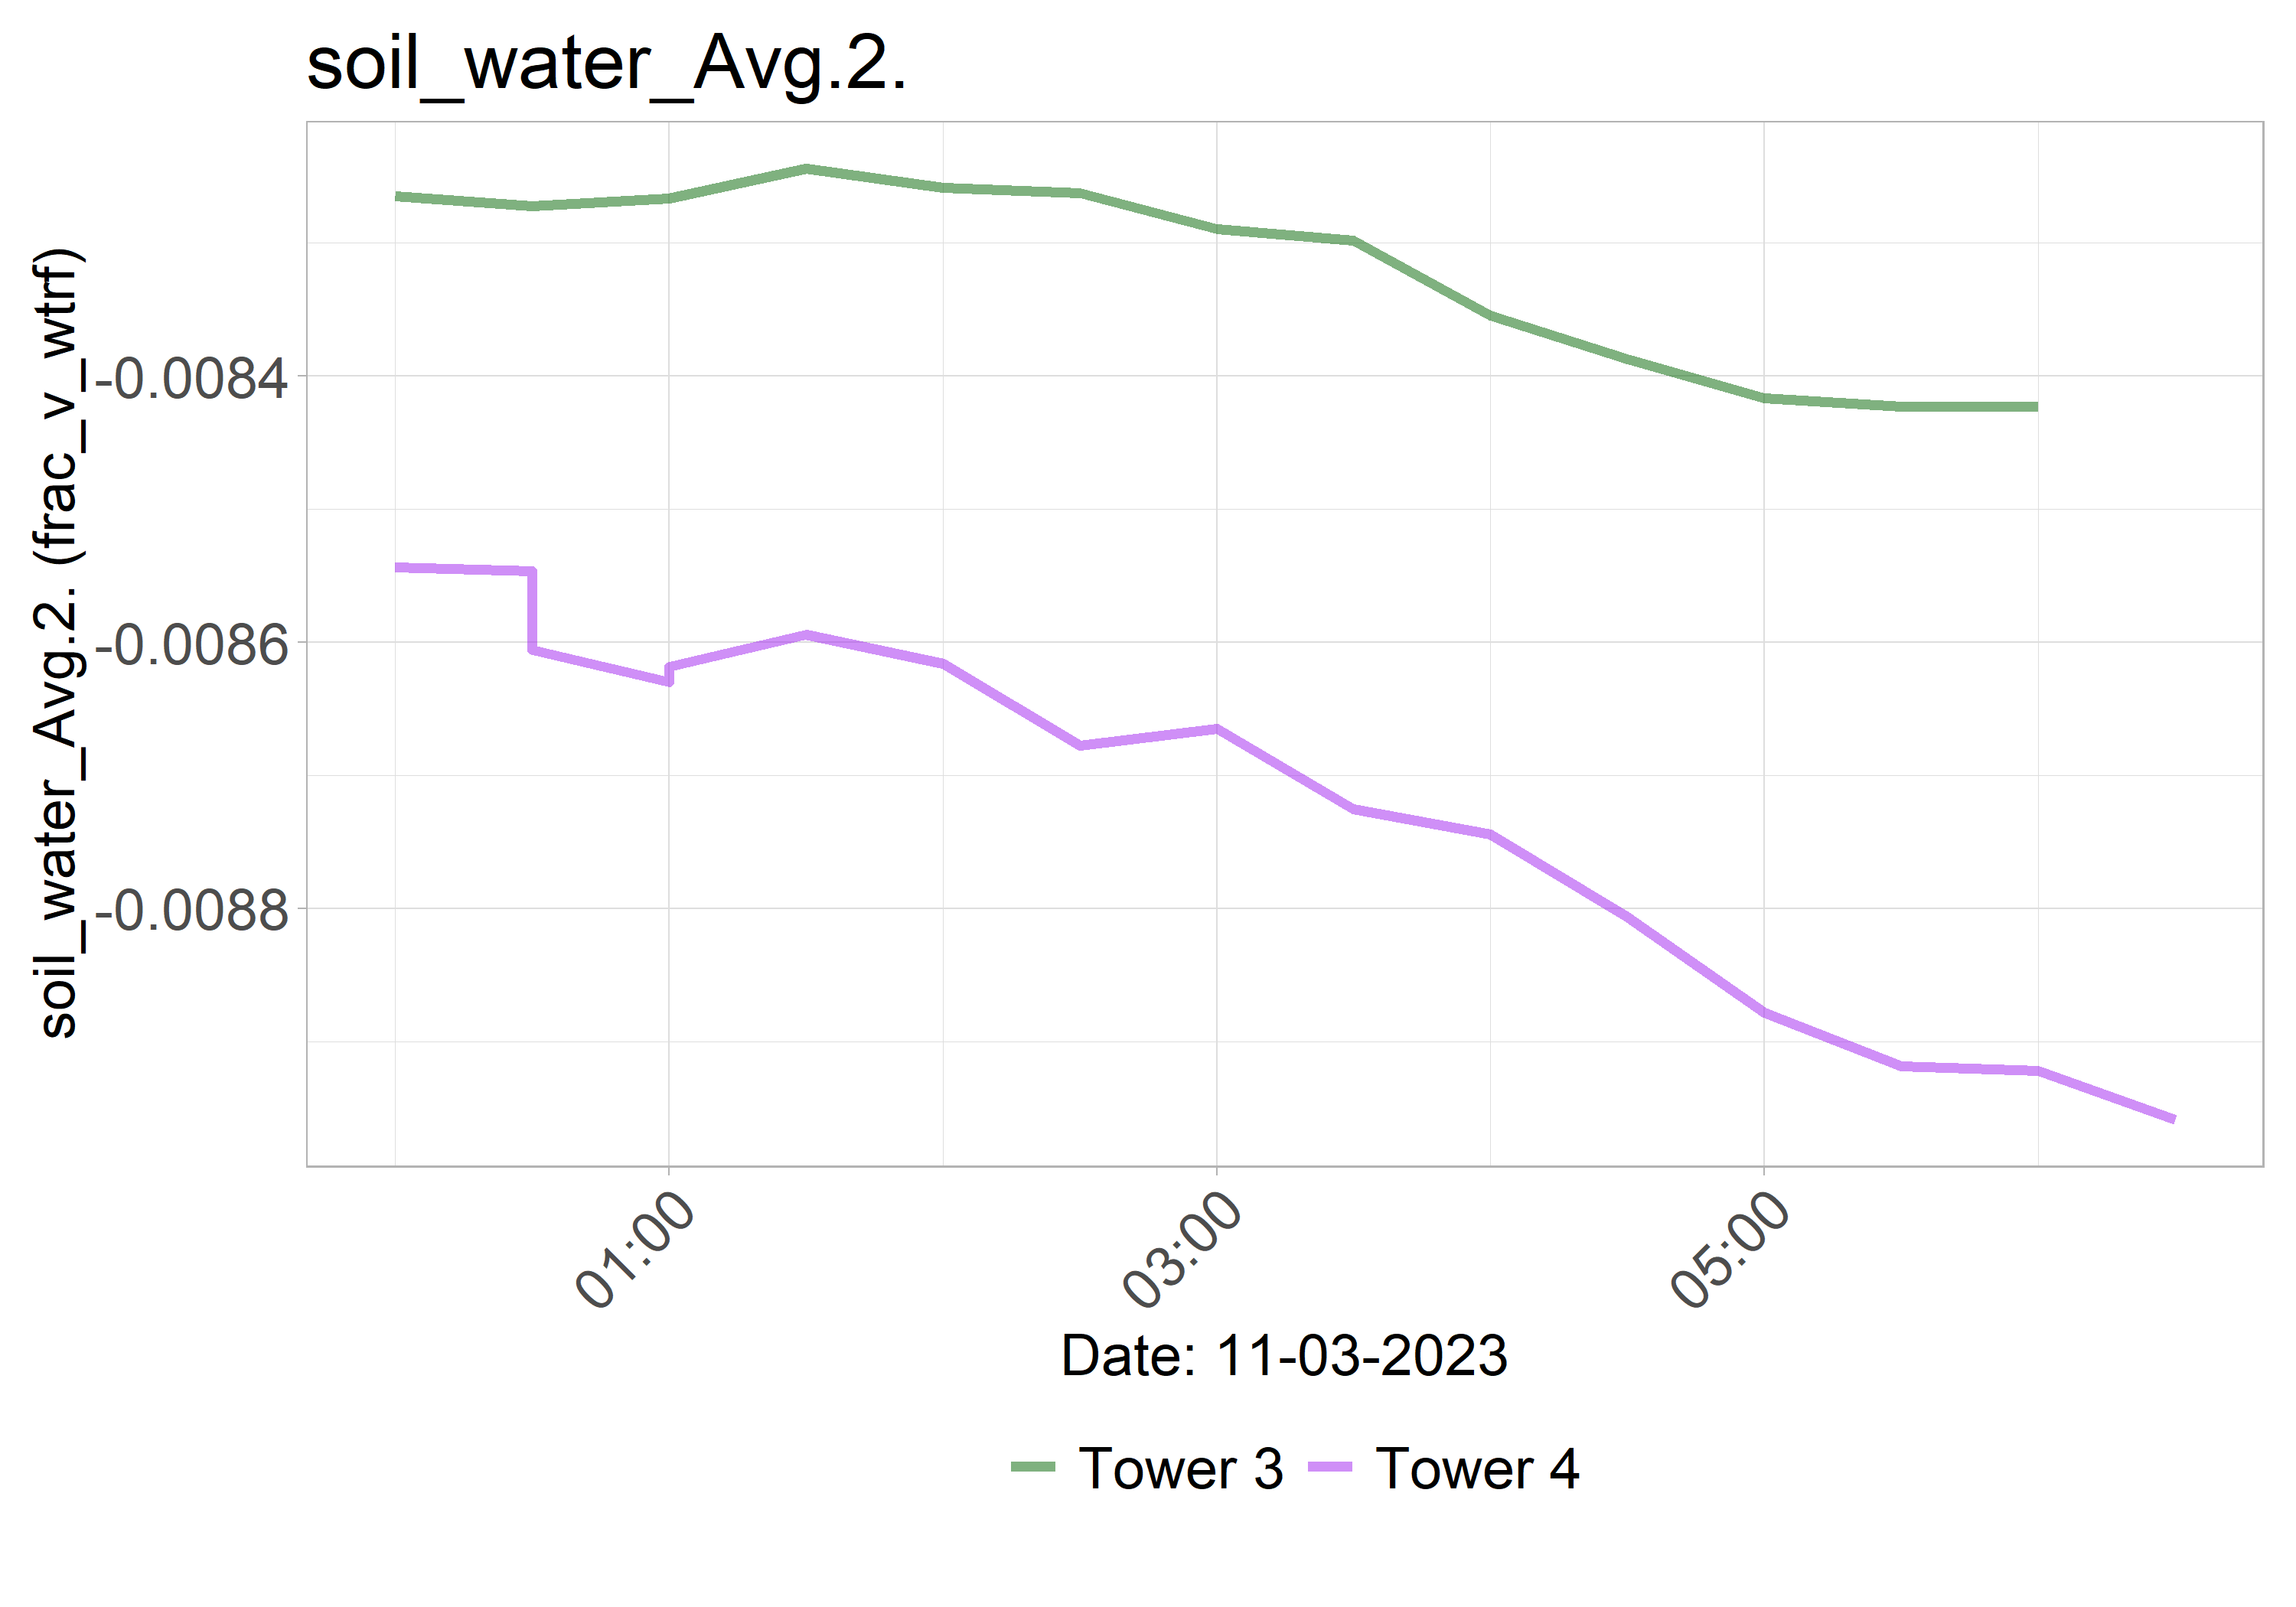 soil_water_Avg.2.
soil_water_Avg.2. (frac_v_wtrf)
-0.0084
-0.0086
-0.0088
01:00
03:00
05:00
Date: 11-03-2023
Tower 3
Tower 4